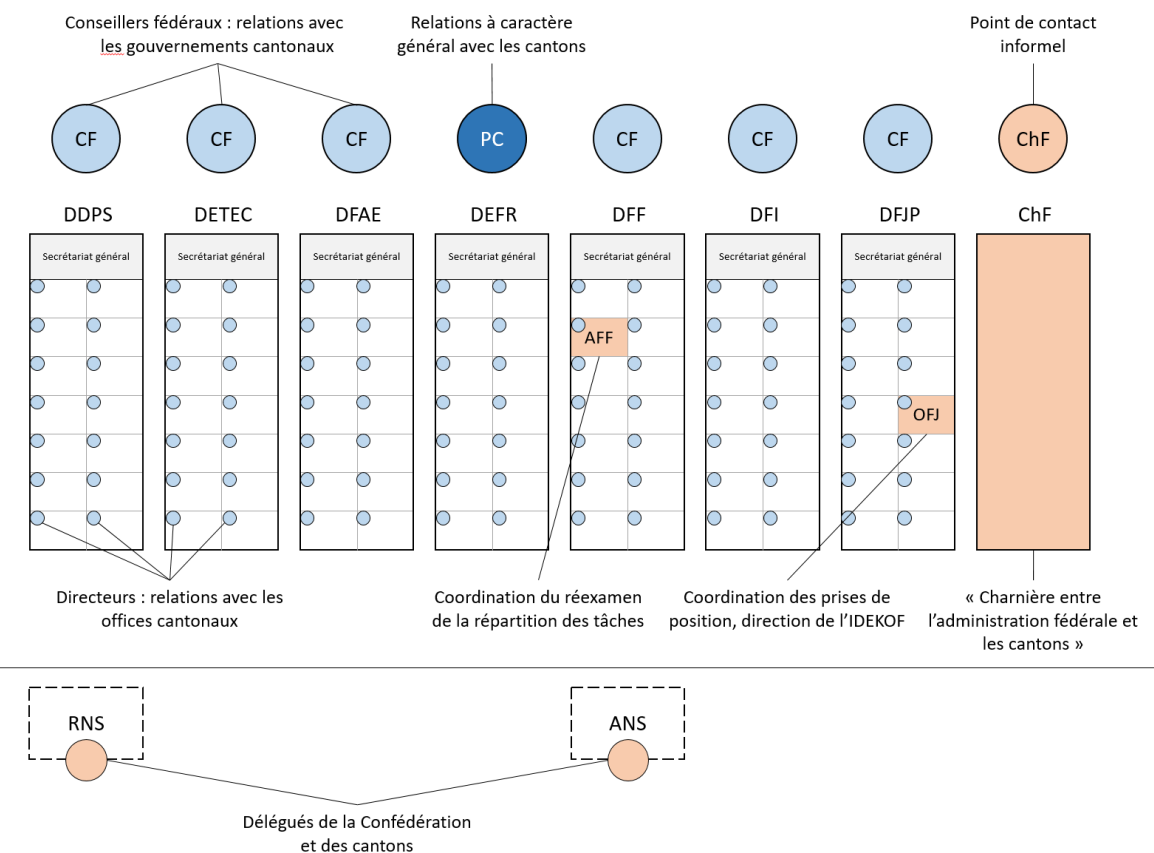 Conseillers fédéraux : relations avec
les gouvernements cantonaux
Relations à caractère
général avec les cantons
Point de contact
informel
CF
CF
CF
PC
CF
CF
CF
ChF
DDPS
DETEC
DFAE
DEFR
DFF
DFI
DFJP
ChF
Secrétariat général
Secrétariat général
Secrétariat général
Secrétariat général
Secrétariat général
Secrétariat général
Secrétariat général
AFF
OFJ
Directeurs : relations avec les
offices cantonaux
Coordination du réexamen
de la répartition des tâches
Coordination des prises de
position, direction de l’IDEKOF
« Charnière entre
l’administration fédérale et
les cantons »
RNS
ANS
Délégués de la Confédération
et des cantons